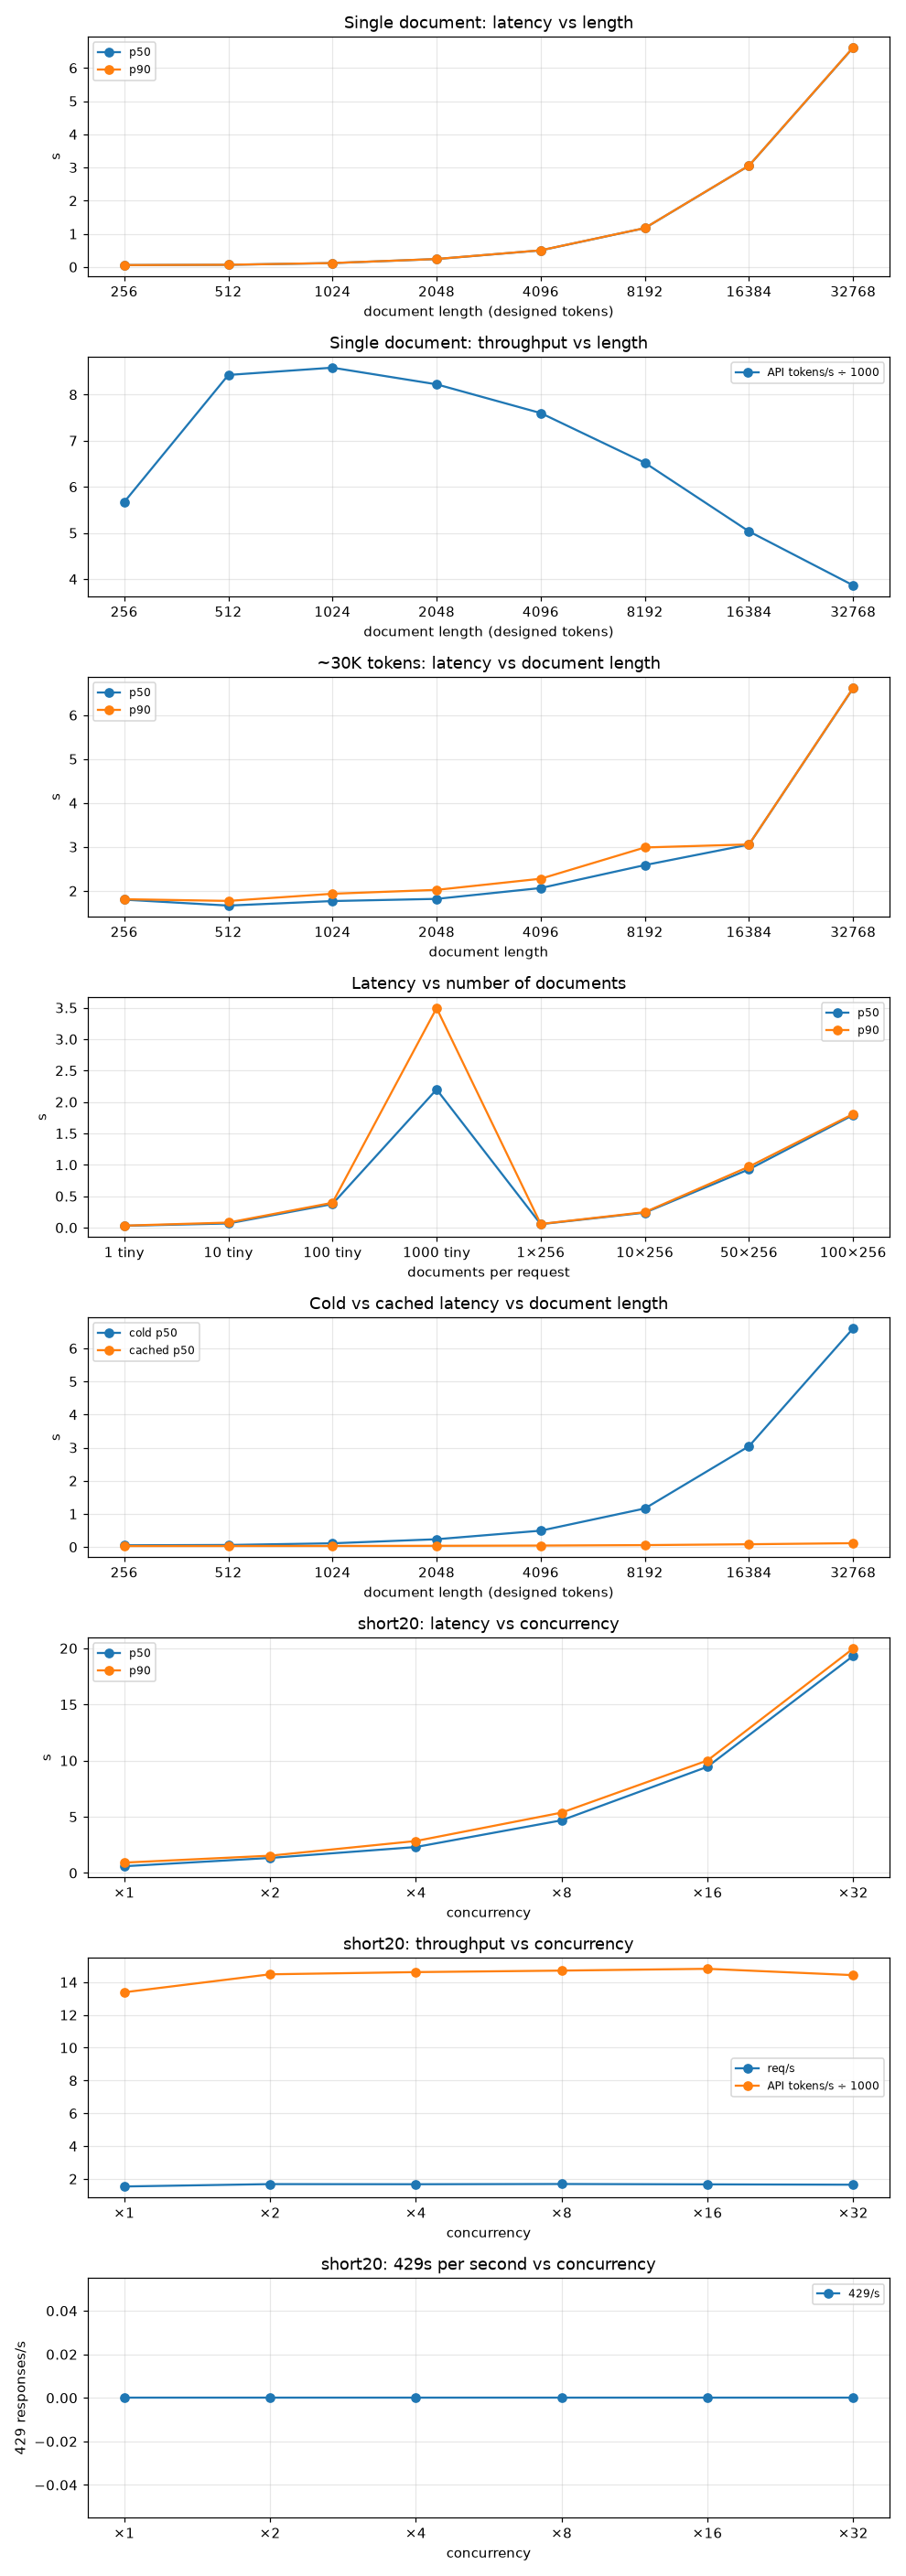 Single document: latency vs length
p50
p90
6
5
4
3
2
1
0
s
256 512 1024 2048 4096 8192 16384 32768
document length (designed tokens)
Single document: throughput vs length
API tokens/s ÷ 1000
8
7
6
5
4
256 512 1024 2048 4096 8192 16384 32768
document length (designed tokens)
~30K tokens: latency vs document length
p50
p90
6
5
4
3
2
s
256 512 1024 2048 4096 8192 16384 32768
document length
Latency vs number of documents
p50
p90
3.5
3.0
2.5
2.0
1.5
1.0
0.5
0.0
s
1 tiny 10 tiny 100 tiny 1000 tiny 1×256 10×256 50×256 100×256
documents per request
Cold vs cached latency vs document length
cold p50
cached p50
6
5
4
3
2
1
0
s
256 512 1024 2048 4096 8192 16384 32768
document length (designed tokens)
short20: latency vs concurrency
p50
p90
20
15
10
5
0
s
×1 ×2 ×4 ×8 ×16 ×32
concurrency
short20: throughput vs concurrency
14
12
10
8
6
4
2
req/s
API tokens/s ÷ 1000
×1 ×2 ×4 ×8 ×16 ×32
concurrency
short20: 429s per second vs concurrency
429/s
0.04
0.02
0.00
−0.02
−0.04
429 responses/s
×1 ×2 ×4 ×8 ×16 ×32
concurrency